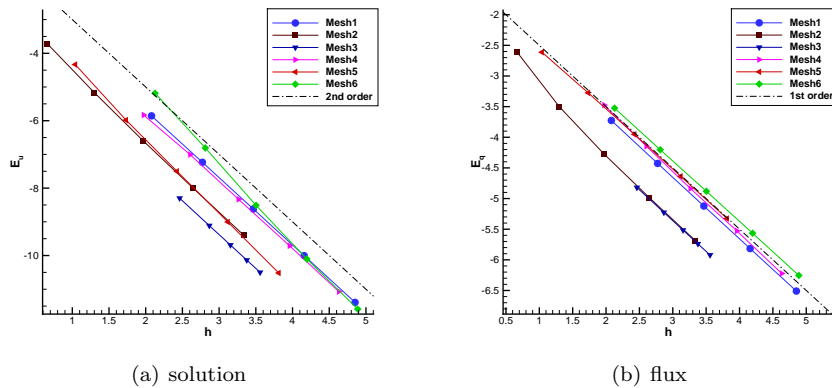 Mesh1
Mesh2
Mesh3
Mesh4
Mesh5
Mesh6
2nd order
-4
-6
-8
-10
E_u
1
1.5
2
2.5
3
3.5
4
4.5
5
h
(a) solution
Mesh1
Mesh2
Mesh3
Mesh4
Mesh5
Mesh6
1st order
-2
-2.5
-3
-3.5
-4
-4.5
-5
-5.5
-6
-6.5
E_q
0.5
1
1.5
2
2.5
3
3.5
4
4.5
5
h
(b) flux